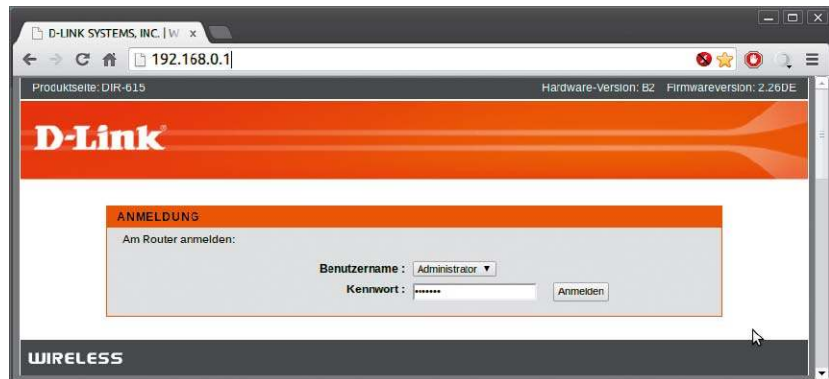 D-LINK SYSTEMS, INC. | W x
192.168.0.1
Produktseite: DIR-615 Hardware-Version: B2 Firmwareversion: 2.26DE
D-Link
ANMELDUNG
Am Router anmelden:
Benutzername : Administrator
Kennwort : •••••••
Anmelden
WIRELESS